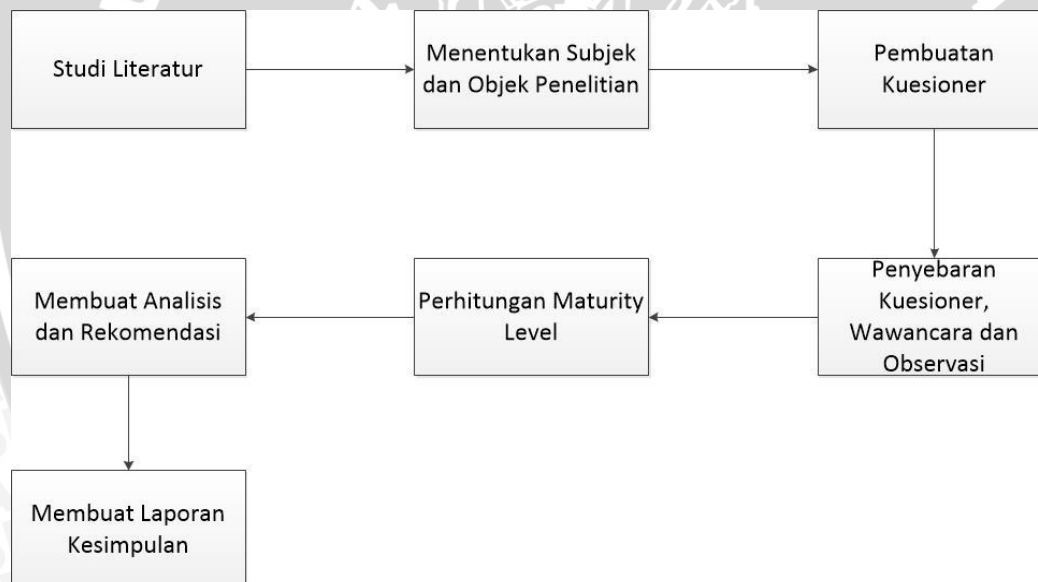 Studi Literatur
Menentukan Subjek
dan Objek Penelitian
Pembuatan
Kuesioner
Penyebaran
Kuesioner,
Wawancara dan
Observasi
Perhitungan Maturity
Level
Membuat Analisis
dan Rekomendasi
Membuat Laporan
Kesimpulan